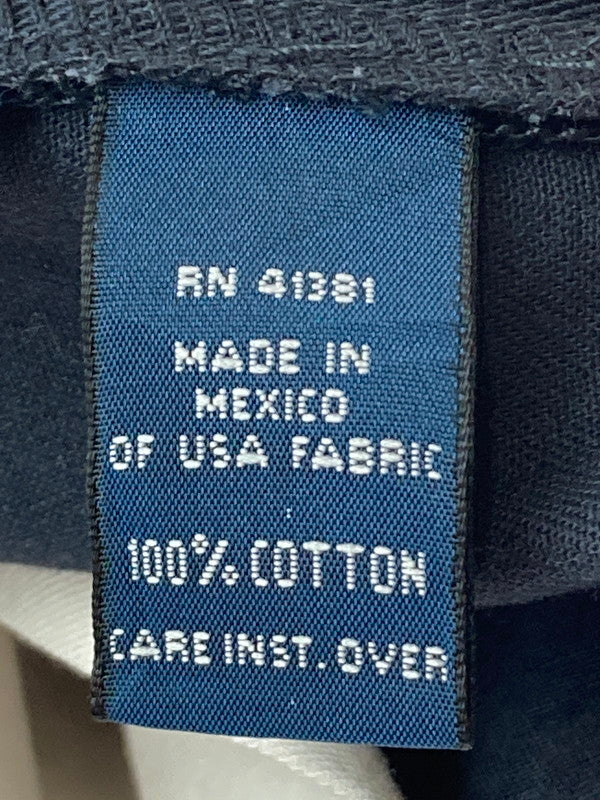 RN 41381
MADE IN
MEXICO
OF USA FABRIC
100% COTTON
CARE INST. OVER